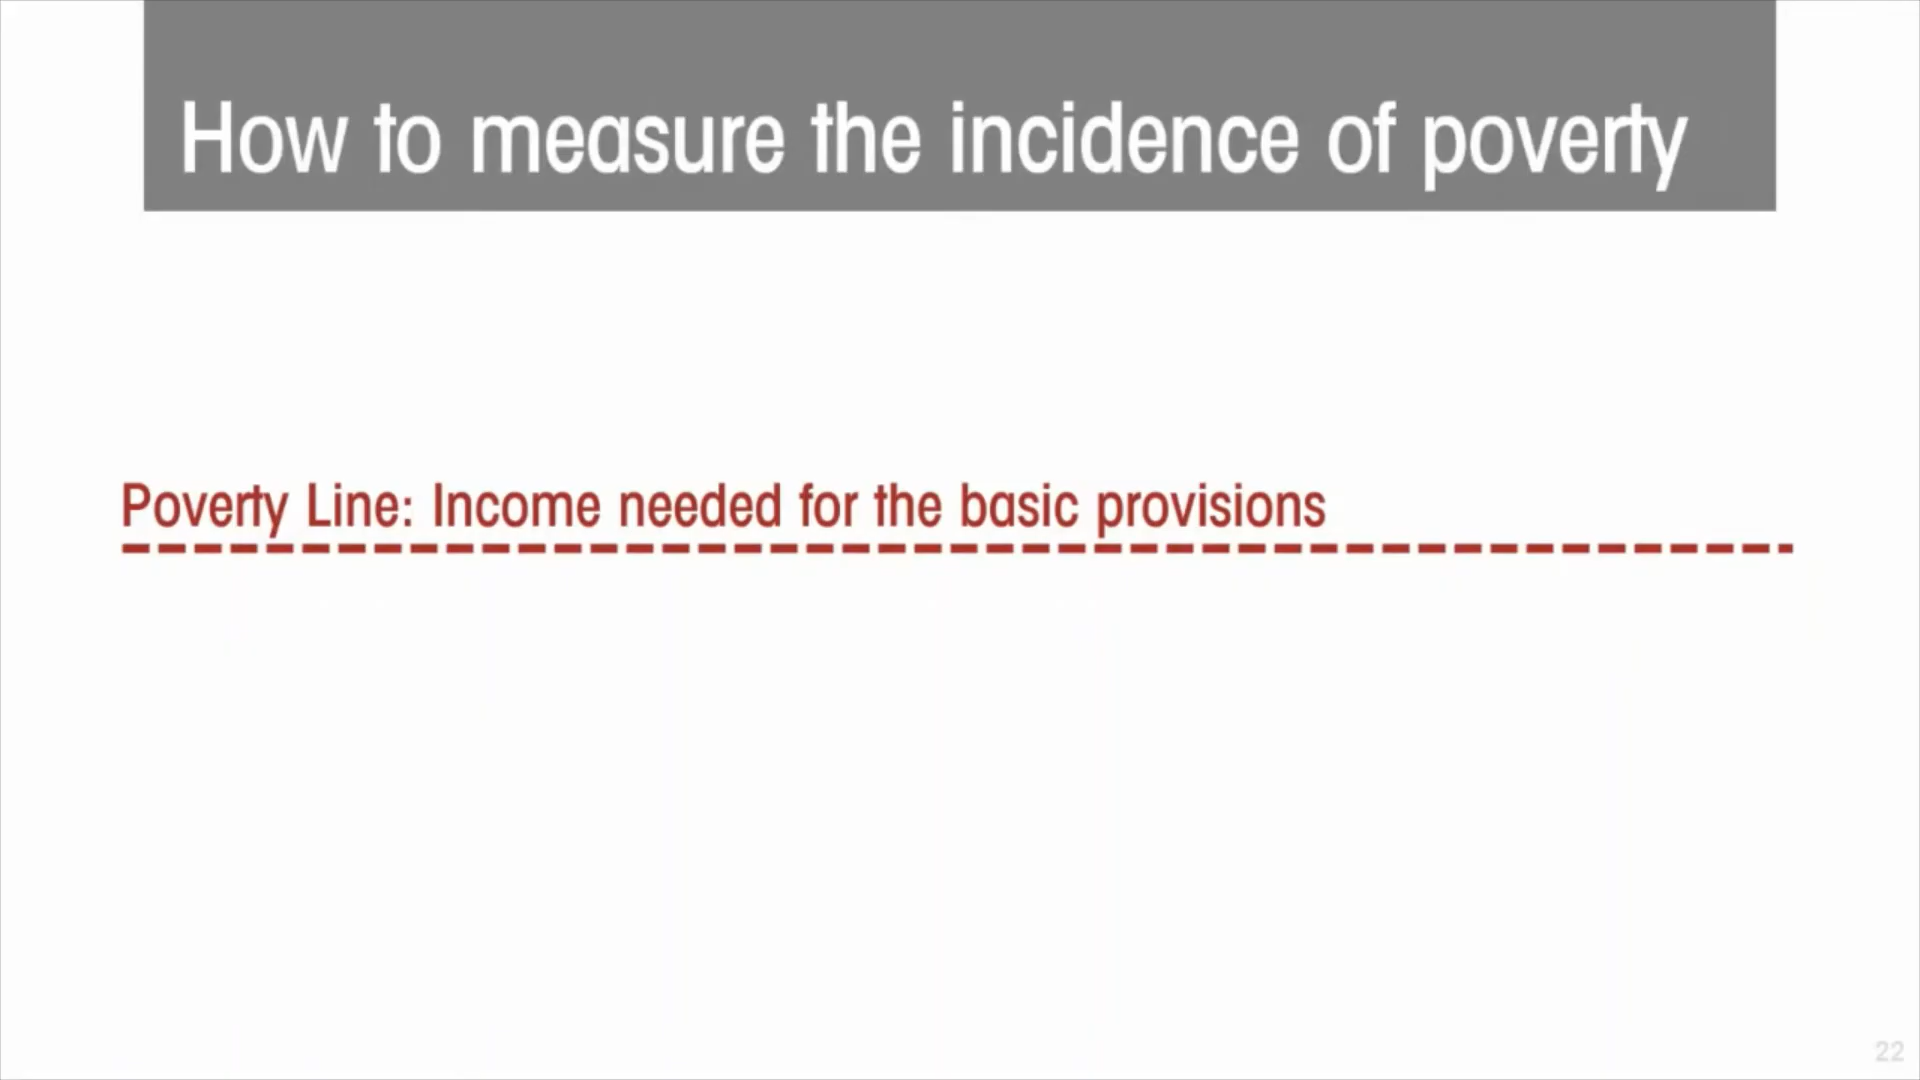 How to measure the incidence of poverty
Poverty Line: Income needed for the basic provisions
22